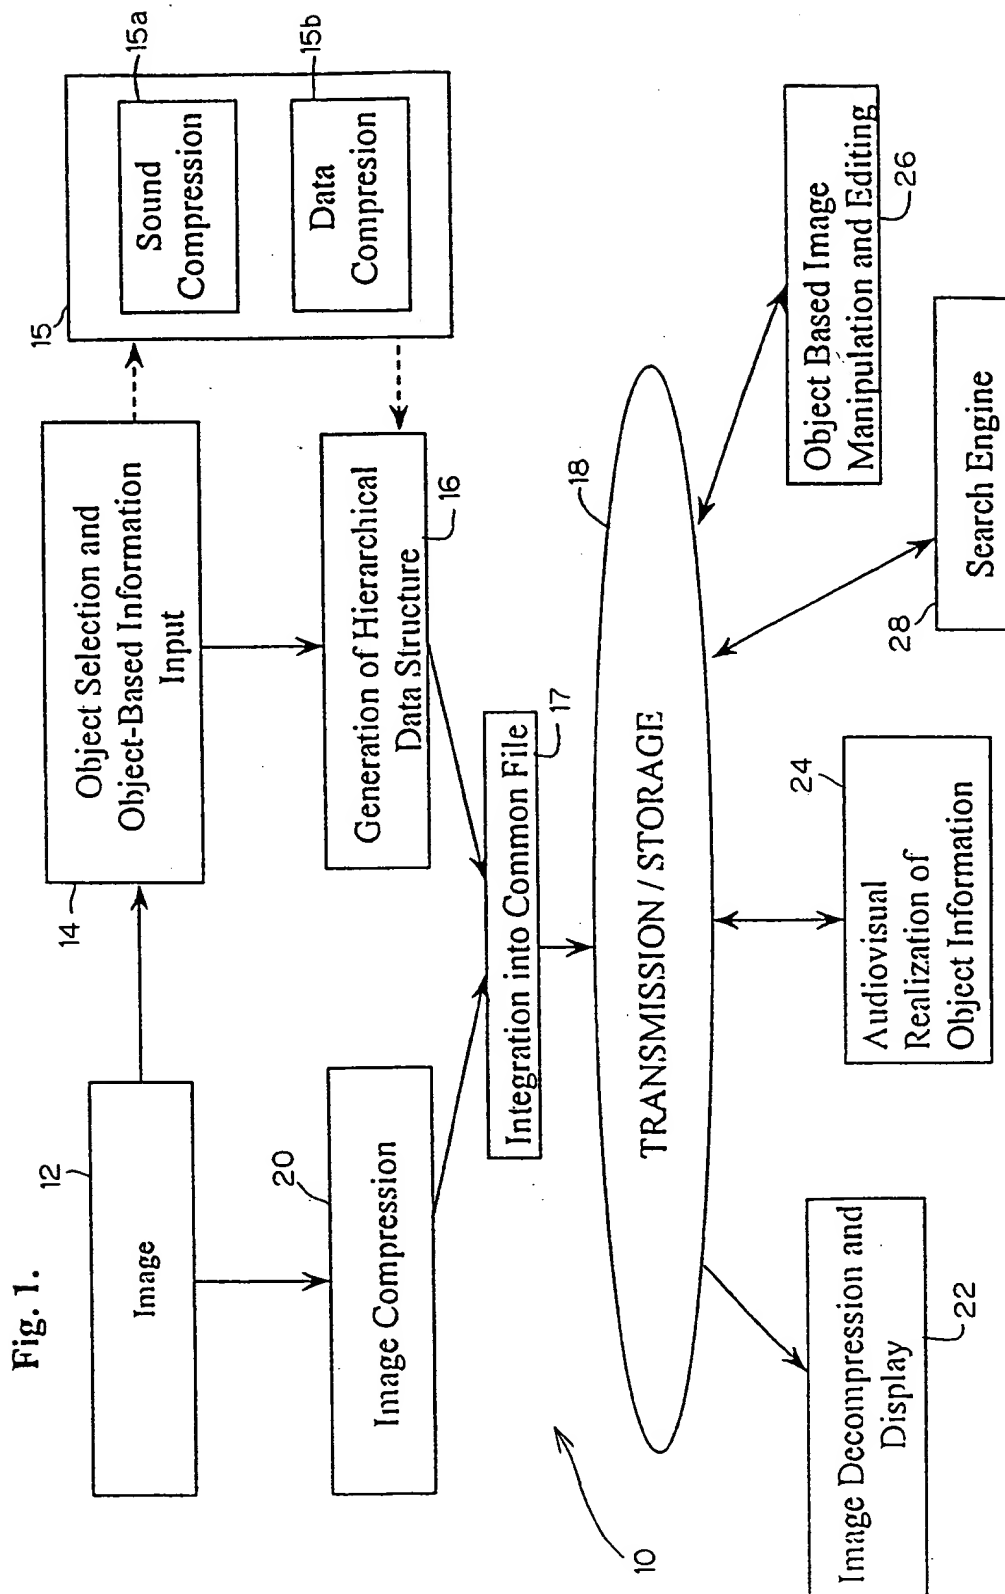 Fig. 1.
12
Image
14
Object Selection and
Object-Based Information
Input
15
15a
Sound
Compression
15b
Data
Compresion
20
Image Compression
Generation of Hierarchical
Data Structure
16
Integration into Common File
17
10
18
TRANSMISSION / STORAGE
Image Decompression and
Display
22
24
Audiovisual
Realization of
Object Information
28
Search Engine
Object Based Image
Manipulation and Editing
26